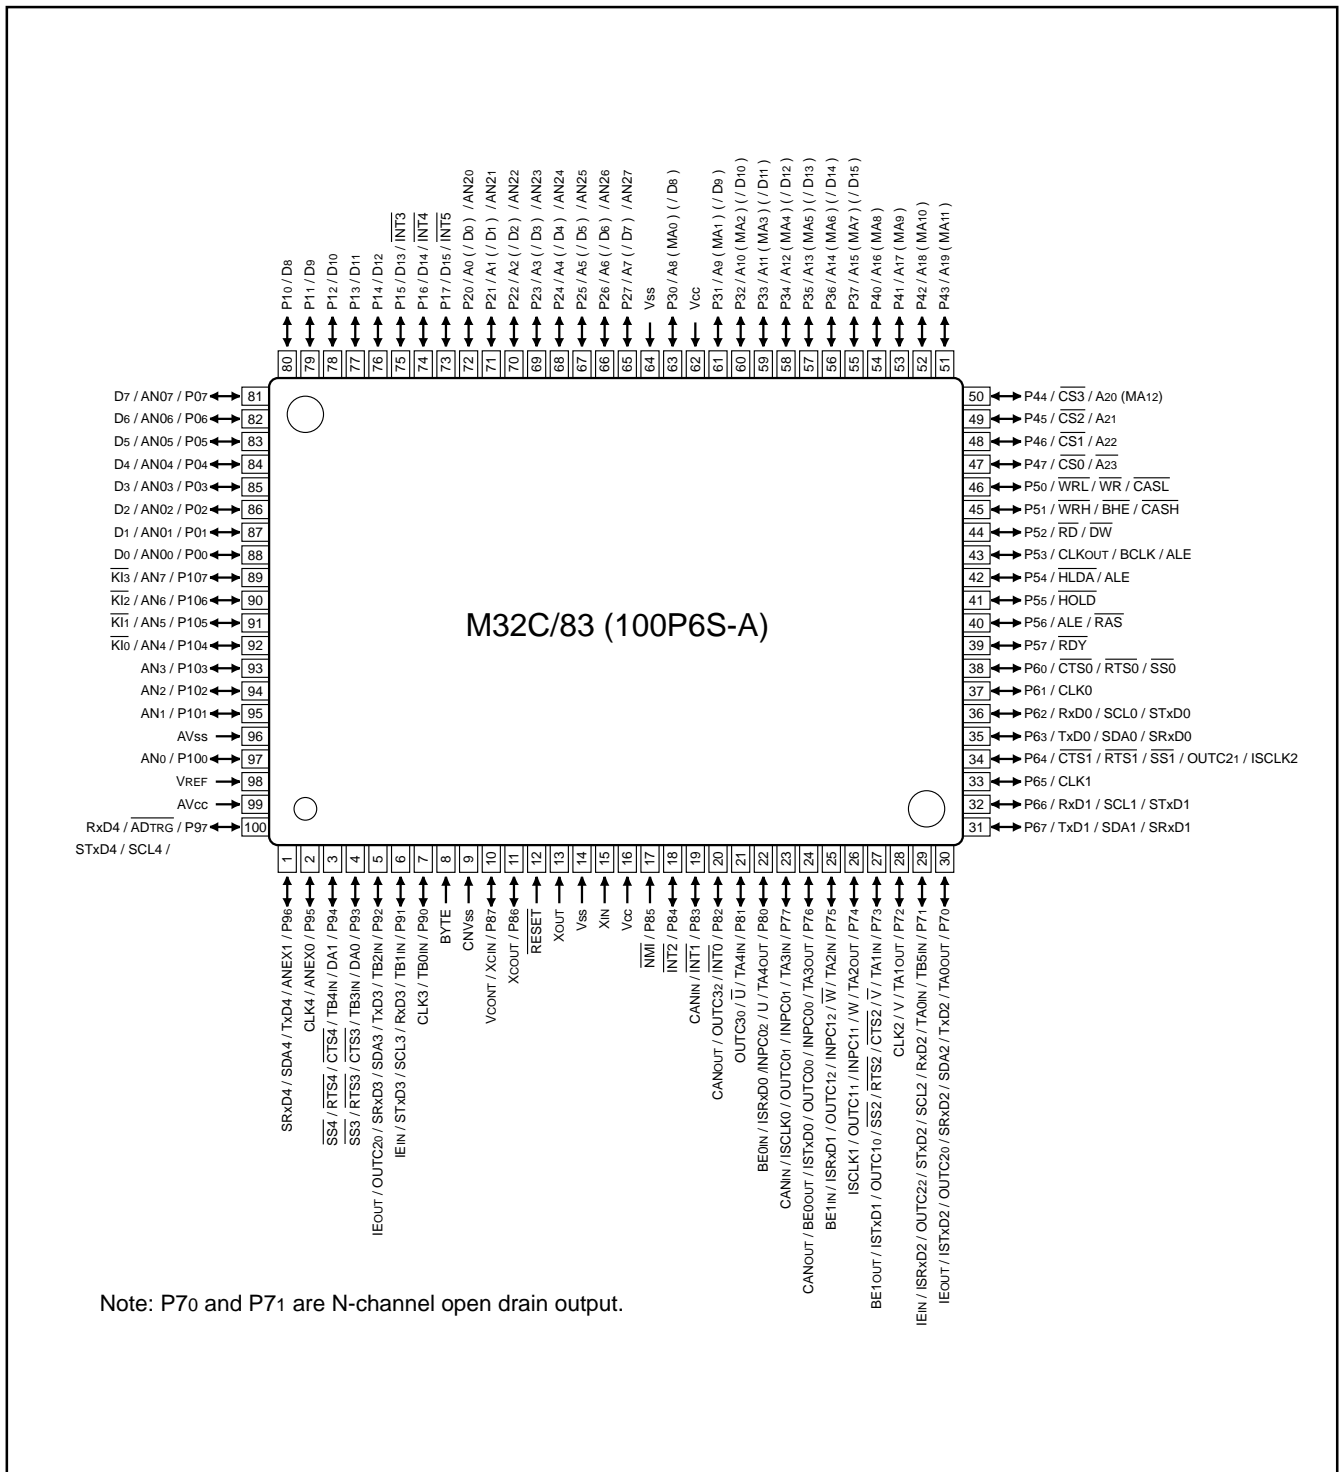 P10 / D8
P11 / D9
P12 / D10
P13 / D11
P14 / D12
P15 / D13 / INT3
P16 / D14 / INT4
P17 / D15 / INT5
P20 / A0 ( / D0 ) / AN20
P21 / A1 ( / D1 ) / AN21
P22 / A2 ( / D2 ) / AN22
P23 / A3 ( / D3 ) / AN23
P24 / A4 ( / D4 ) / AN24
P25 / A5 ( / D5 ) / AN25
P26 / A6 ( / D6 ) / AN26
P27 / A7 ( / D7 ) / AN27
Vss
P30 / A8 ( MA0 ) ( / D8 )
Vcc
P31 / A9 ( MA1 ) ( / D9 )
P32 / A10 ( MA2 ) ( / D10 )
P33 / A11 ( MA3 ) ( / D11 )
P34 / A12 ( MA4 ) ( / D12 )
P35 / A13 ( MA5 ) ( / D13 )
P36 / A14 ( MA6 ) ( / D14 )
P37 / A15 ( MA7 ) ( / D15 )
P40 / A16 ( MA8 )
P41 / A17 ( MA9 )
P42 / A18 ( MA10 )
P43 / A19 ( MA11 )
80 79 78 77 76 75 74 73 72 71 70 69 68 67 66 65 64 63 62 61 60 59 58 57 56 55 54 53 52 51
D7 / AN07 / P07 81
D6 / AN06 / P06 82
D5 / AN05 / P05 83
D4 / AN04 / P04 84
D3 / AN03 / P03 85
D2 / AN02 / P02 86
D1 / AN01 / P01 87
D0 / AN00 / P00 88
KI3 / AN7 / P107 89
KI2 / AN6 / P106 90
KI1 / AN5 / P105 91
KI0 / AN4 / P104 92
AN3 / P103 93
AN2 / P102 94
AN1 / P101 95
AVss 96
AN0 / P100 97
VREF 98
AVcc 99
RxD4 / ADTRG / P97 100
STxD4 / SCL4 /
M32C/83 (100P6S-A)
50 P44 / CS3 / A20 (MA12)
49 P45 / CS2 / A21
48 P46 / CS1 / A22
47 P47 / CS0 / A23
46 P50 / WRL / WR / CASL
45 P51 / WRH / BHE / CASH
44 P52 / RD / DW
43 P53 / CLKOUT / BCLK / ALE
42 P54 / HLDA / ALE
41 P55 / HOLD
40 P56 / ALE / RAS
39 P57 / RDY
38 P60 / CTS0 / RTS0 / SS0
37 P61 / CLK0
36 P62 / RxD0 / SCL0 / STxD0
35 P63 / TxD0 / SDA0 / SRxD0
34 P64 / CTS1 / RTS1 / SS1 / OUTC21 / ISCLK2
33 P65 / CLK1
32 P66 / RxD1 / SCL1 / STxD1
31 P67 / TxD1 / SDA1 / SRxD1
1 2 3 4 5 6 7 8 9 10 11 12 13 14 15 16 17 18 19 20 21 22 23 24 25 26 27 28 29 30
SRxD4 / SDA4 / TxD4 / ANEX1 / P96
CLK4 / ANEX0 / P95
SS4 / RTS4 / CTS4 / TB4IN / DA1 / P94
SS3 / RTS3 / CTS3 / TB3IN / DA0 / P93
IEOUT / OUTC20 / SRxD3 / SDA3 / TxD3 / TB2IN / P92
IEIN / STxD3 / SCL3 / RxD3 / TB1IN / P91
CLK3 / TB0IN / P90
BYTE
CNVss
VCONT / XCIN / P87
XCOUT / P86
RESET
XOUT
Vss
XIN
Vcc
NMI / P85
INT2 / P84
CANIN / INT1 / P83
CANOUT / OUTC32 / INT0 / P82
OUTC30 / U / TA4IN / P81
BE0IN / ISRxD0 /INPC02 / U / TA4OUT / P80
CANIN / ISCLK0 / OUTC01 / INPC01 / TA3IN / P77
CANOUT / BE0OUT / ISTxD0 / OUTC00 / INPC00 / TA3OUT / P76
BE1IN / ISRxD1 / OUTC12 / INPC12 / W / TA2IN / P75
ISCLK1 / OUTC11 / INPC11 / W / TA2OUT / P74
BE1OUT / ISTxD1 / OUTC10 / SS2 / RTS2 / CTS2 / V / TA1IN / P73
CLK2 / V / TA1OUT / P72
IEIN / ISRxD2 / OUTC22 / STxD2 / SCL2 / RxD2 / TA0IN / TB5IN / P71
IEOUT / ISTxD2 / OUTC20 / SRxD2 / SDA2 / TxD2 / TA0OUT / P70
Note: P70 and P71 are N-channel open drain output.